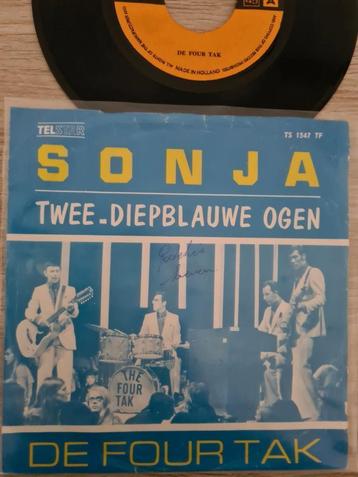 DE FOUR TAK
MADE IN HOLLAND
TELSTAR
TS 1547 TF
SONJA
TWEE-DIEPBLAUWE OGEN
THE
FOUR
TAK
DE FOUR TAK